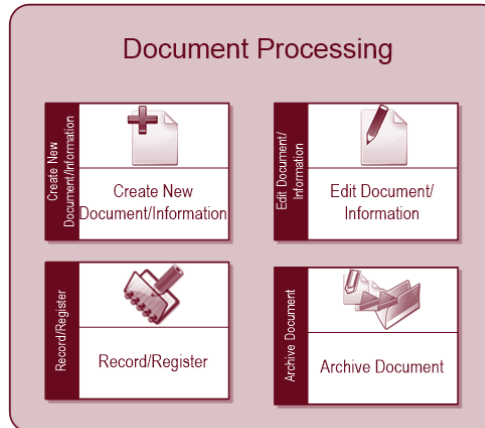 Document Processing
Create New
Document/Information
Create New
Document/Information
Edit Document/
Information
Edit Document/
Information
Record/Register
Record/Register
Archive Document
Archive Document